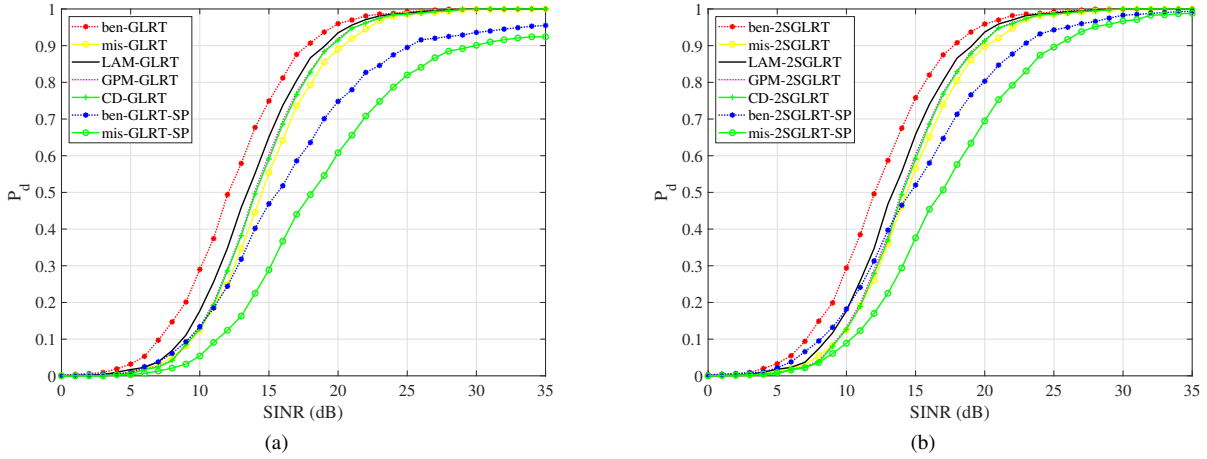 ben-GLRT
mis-GLRT
LAM-GLRT
GPM-GLRT
CD-GLRT
ben-GLRT-SP
mis-GLRT-SP
1
0.9
0.8
0.7
0.6
0.5
0.4
0.3
0.2
0.1
0
P_d
0 5 10 15 20 25 30 35
SINR (dB)
(a)
ben-2SGLRT
mis-2SGLRT
LAM-2SGLRT
GPM-2SGLRT
CD-2SGLRT
ben-2SGLRT-SP
mis-2SGLRT-SP
1
0.9
0.8
0.7
0.6
0.5
0.4
0.3
0.2
0.1
0
P_d
0 5 10 15 20 25 30 35
SINR (dB)
(b)